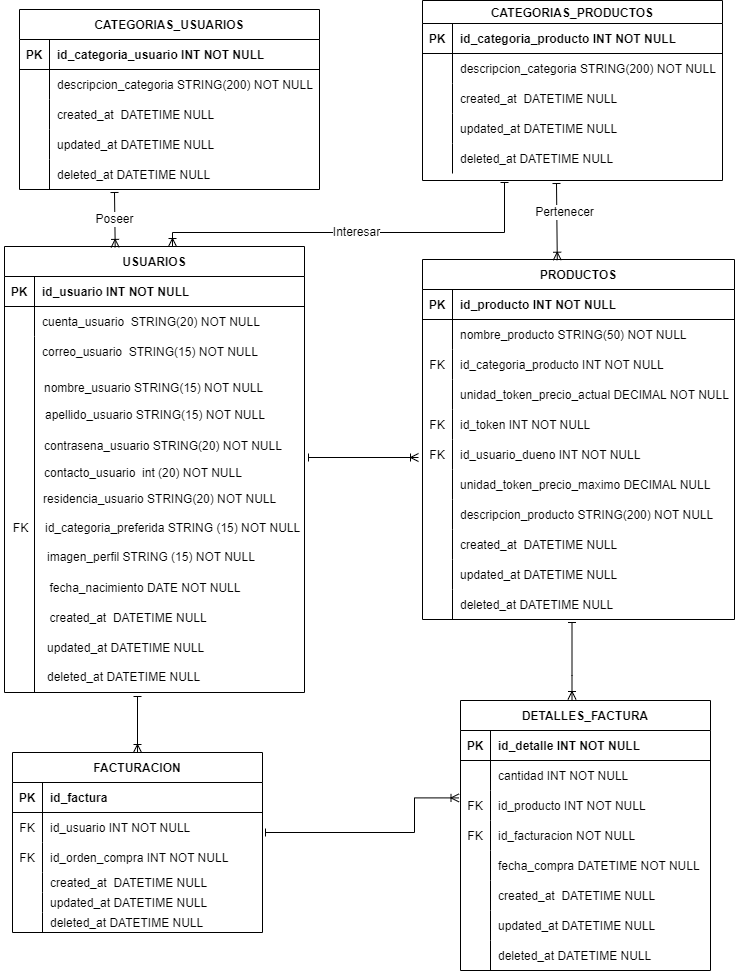 CATEGORIAS_USUARIOS
PK id_categoria_usuario INT NOT NULL
descripcion_categoria STRING(200) NOT NULL
created_at DATETIME NULL
updated_at DATETIME NULL
deleted_at DATETIME NULL
CATEGORIAS_PRODUCTOS
PK id_categoria_producto INT NOT NULL
descripcion_categoria STRING(200) NOT NULL
created_at DATETIME NULL
updated_at DATETIME NULL
deleted_at DATETIME NULL
Poseer
Interesar
Pertenecer
USUARIOS
PK id_usuario INT NOT NULL
cuenta_usuario STRING(20) NOT NULL
correo_usuario STRING(15) NOT NULL
nombre_usuario STRING(15) NOT NULL
apellido_usuario STRING(15) NOT NULL
contrasena_usuario STRING(20) NOT NULL
contacto_usuario int (20) NOT NULL
residencia_usuario STRING(20) NOT NULL
FK id_categoria_preferida STRING (15) NOT NULL
imagen_perfil STRING (15) NOT NULL
fecha_nacimiento DATE NOT NULL
created_at DATETIME NULL
updated_at DATETIME NULL
deleted_at DATETIME NULL
PRODUCTOS
PK id_producto INT NOT NULL
nombre_producto STRING(50) NOT NULL
FK id_categoria_producto INT NOT NULL
unidad_token_precio_actual DECIMAL NOT NULL
FK id_token INT NOT NULL
FK id_usuario_dueno INT NOT NULL
unidad_token_precio_maximo DECIMAL NULL
descripcion_producto STRING(200) NOT NULL
created_at DATETIME NULL
updated_at DATETIME NULL
deleted_at DATETIME NULL
FACTURACION
PK id_factura
FK id_usuario INT NOT NULL
FK id_orden_compra INT NOT NULL
created_at DATETIME NULL
updated_at DATETIME NULL
deleted_at DATETIME NULL
DETALLES_FACTURA
PK id_detalle INT NOT NULL
cantidad INT NOT NULL
FK id_producto INT NOT NULL
FK id_facturacion NOT NULL
fecha_compra DATETIME NOT NULL
created_at DATETIME NULL
updated_at DATETIME NULL
deleted_at DATETIME NULL